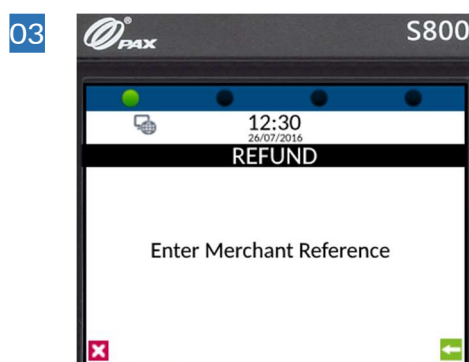 03
PAX
S800
12:30
26/07/2016
REFUND
Enter Merchant Reference